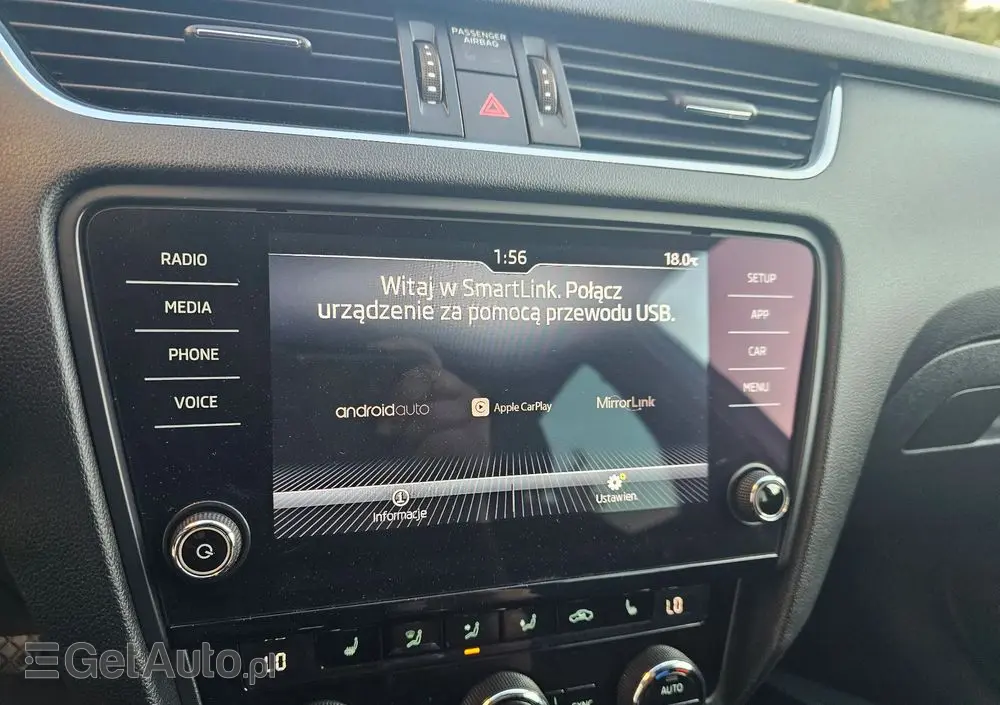 PASSENGER
AIRBAG
RADIO
MEDIA
PHONE
VOICE
1:56
18.0°C
Witaj w SmartLink. Połącz
urządzenie za pomocą przewodu USB.
androidauto
Apple CarPlay
MirrorLink
Informacje
Ustawien.
SETUP
APP
CAR
MENU
LO
LO
AUTO
SYNC
GetAuto.pl